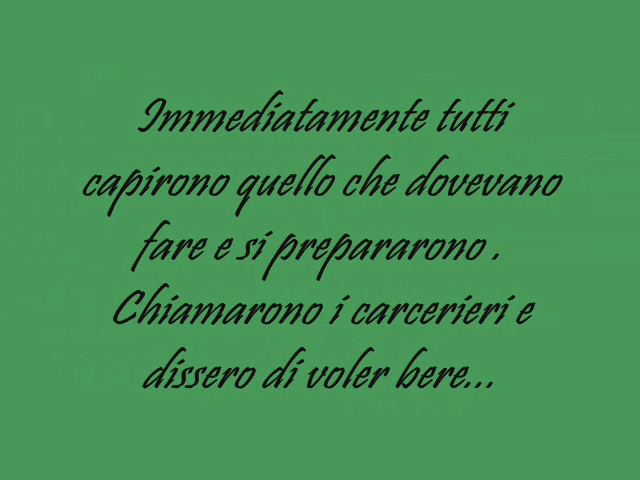 Immediatamente tutti
capirono quello che dovevano
fare e si prepararono .
Chiamarono i carcerieri e
dissero di voler bere...